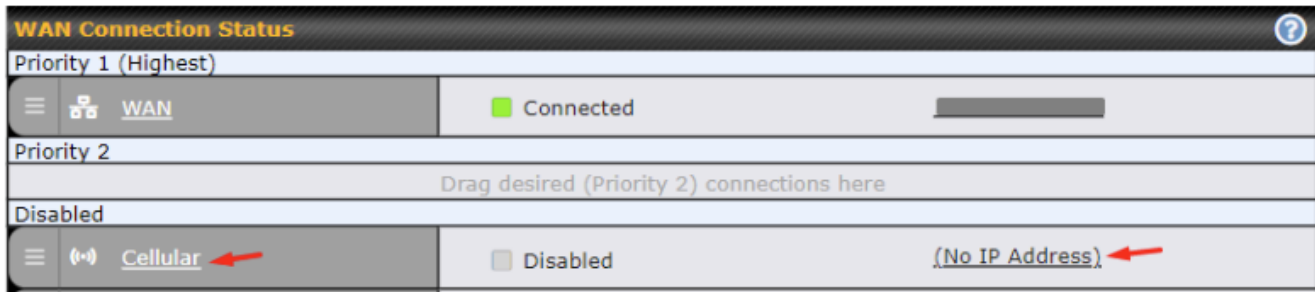 WAN Connection Status
Priority 1 (Highest)
WAN Connected
Priority 2
Drag desired (Priority 2) connections here
Disabled
Cellular Disabled (No IP Address)